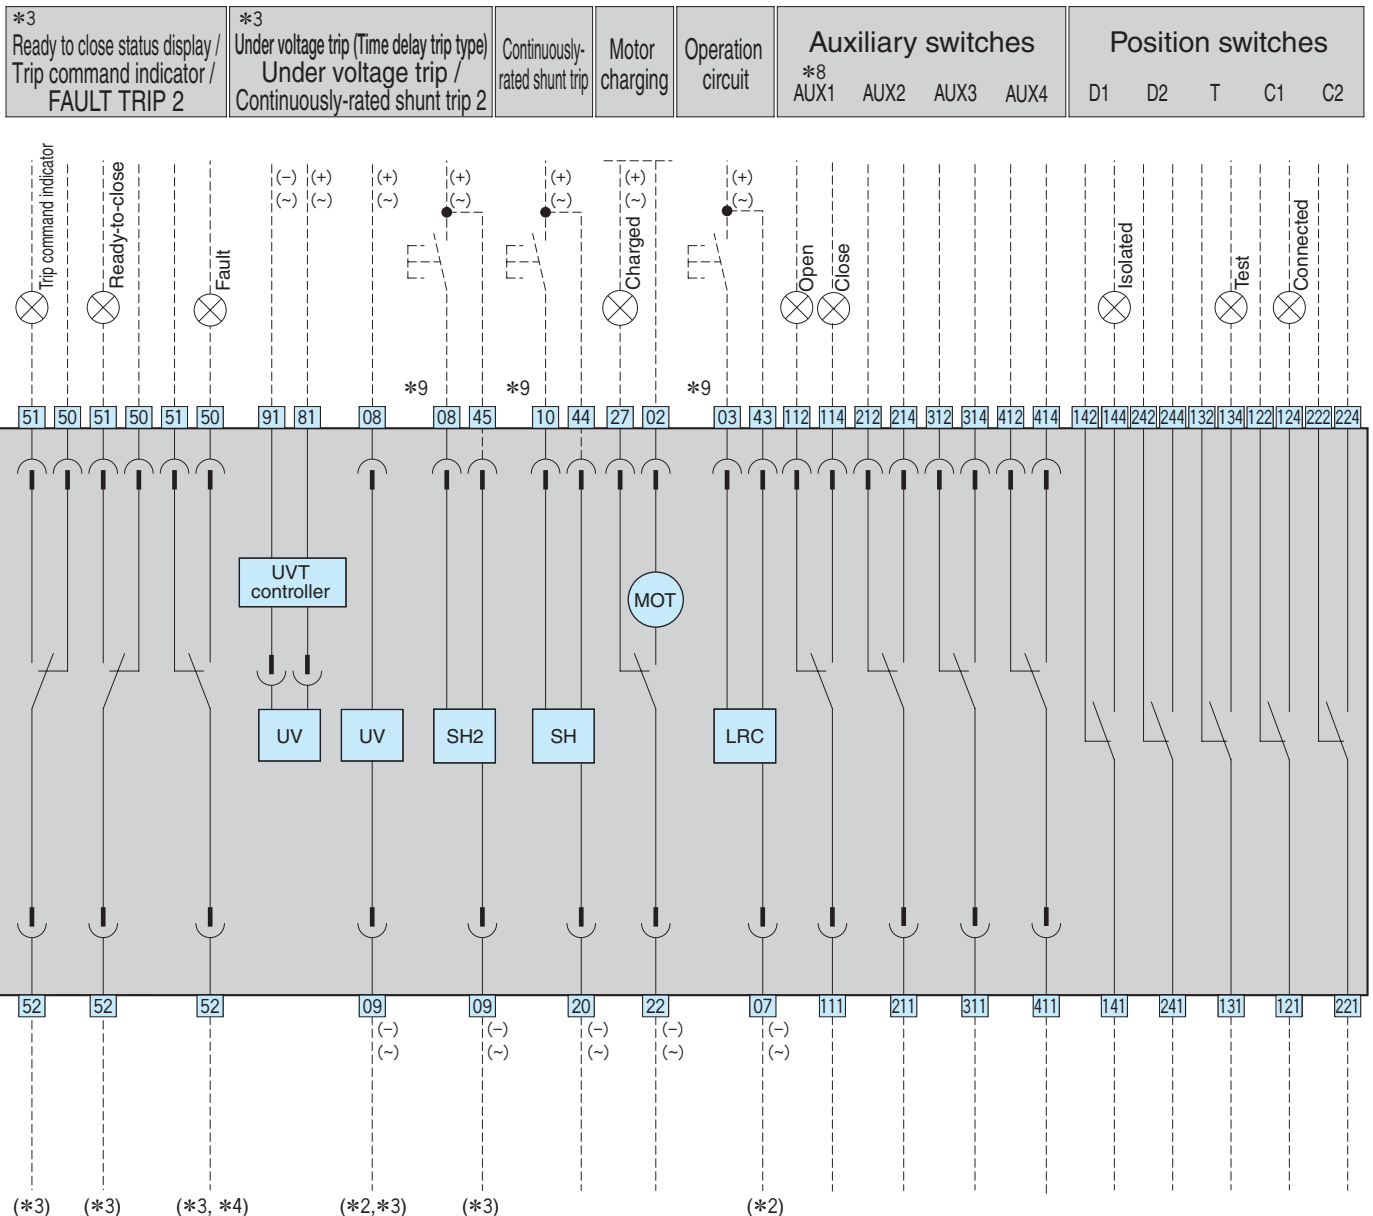 *3
Ready to close status display /
Trip command indicator /
FAULT TRIP 2
*3
Under voltage trip (Time delay trip type)
Under voltage trip /
Continuously-rated shunt trip 2
Continuously-
rated shunt trip
Motor
charging
Operation
circuit
Auxiliary switches
*8
AUX1 AUX2 AUX3 AUX4
Position switches
D1 D2 T C1 C2
Trip command indicator
Ready-to-close
Fault
(−) (+) (+) (+) (+) (+) (+)
(~) (~) (~) (~) (~) (~) (~)
Charged
Open
Close
Isolated
Test
Connected
*9 *9 *9
51 50 51 50 51 50 91 81 08 08 45 10 44 27 02 03 43 112 114 212 214 312 314 412 414 142 144 242 244 132 134 122 124 222 224
UVT
controller
MOT
UV UV SH2 SH LRC
52 52 52 09 09 20 22 07 111 211 311 411 141 241 131 121 221
(−) (−) (−) (−) (−)
(~) (~) (~) (~) (~)
(*3) (*3) (*3, *4) (*2,*3) (*3) (*2)